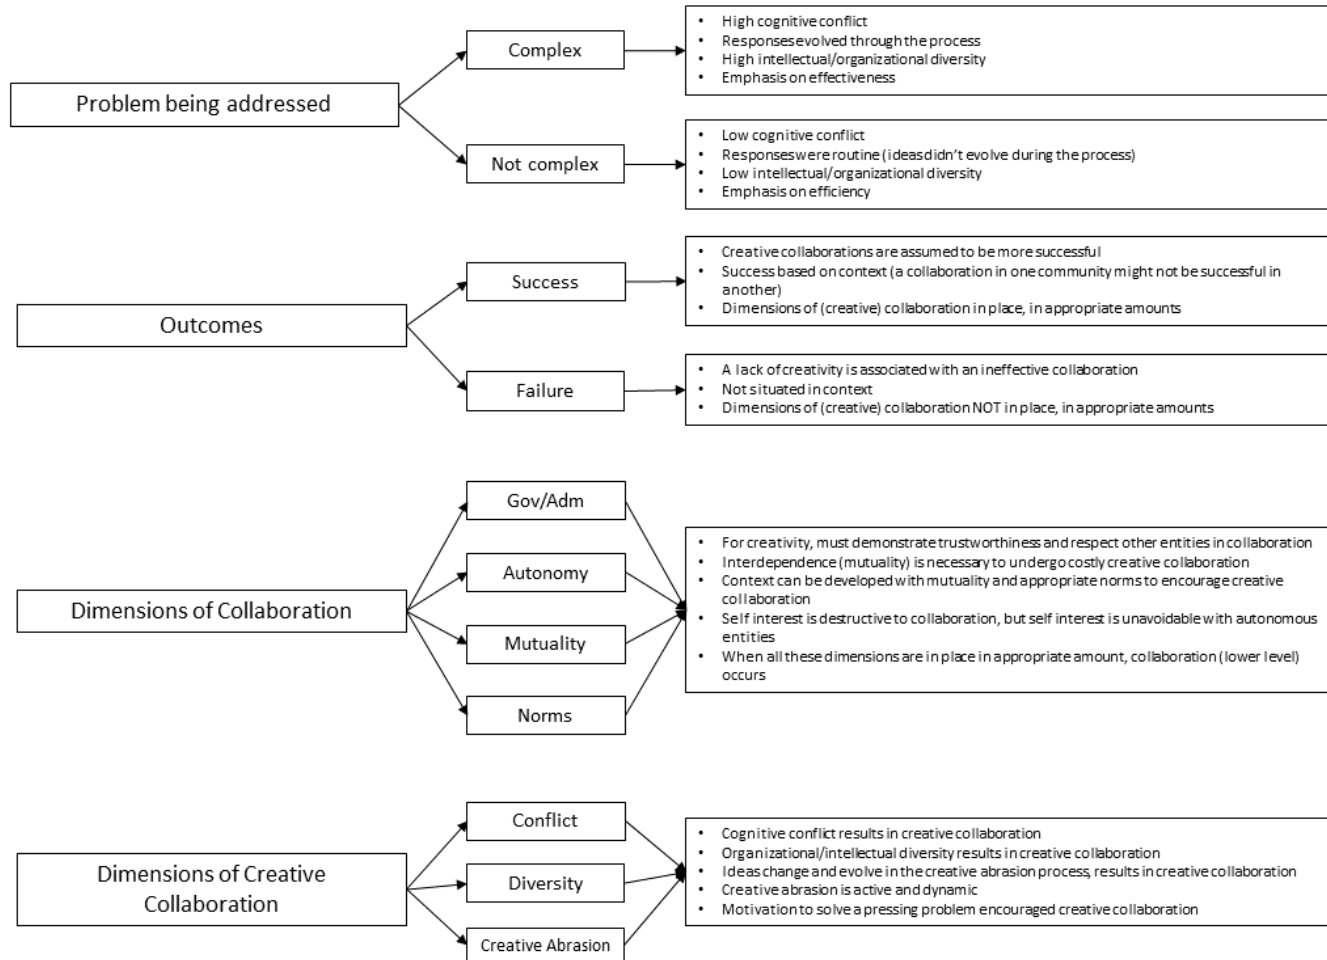 Problem being addressed
Complex
• High cognitive conflict
• Responses evolved through the process
• High intellectual/organizational diversity
• Emphasis on effectiveness
Not complex
• Low cognitive conflict
• Responses were routine (ideas didn't evolve during the process)
• Low intellectual/organizational diversity
• Emphasis on efficiency
Outcomes
Success
• Creative collaborations are assumed to be more successful
• Success based on context (a collaboration in one community might not be successful in
another)
• Dimensions of (creative) collaboration in place, in appropriate amounts
Failure
• A lack of creativity is associated with an ineffective collaboration
• Not situated in context
• Dimensions of (creative) collaboration NOT in place, in appropriate amounts
Dimensions of Collaboration
Gov/Adm
Autonomy
Mutuality
Norms
• For creativity, must demonstrate trustworthiness and respect other entities in collaboration
• Interdependence (mutuality) is necessary to undergo costly creative collaboration
• Context can be developed with mutuality and appropriate norms to encourage creative
collaboration
• Self interest is destructive to collaboration, but self interest is unavoidable with autonomous
entities
• When all these dimensions are in place in appropriate amount, collaboration (lower level)
occurs
Dimensions of Creative
Collaboration
Conflict
Diversity
Creative Abrasion
• Cognitive conflict results in creative collaboration
• Organizational/intellectual diversity results in creative collaboration
• Ideas change and evolve in the creative abrasion process, results in creative collaboration
• Creative abrasion is active and dynamic
• Motivation to solve a pressing problem encouraged creative collaboration